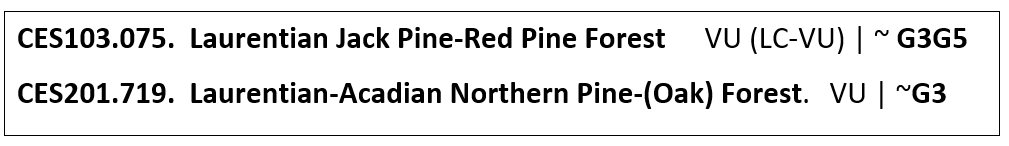 CES103.075. Laurentian Jack Pine-Red Pine Forest VU (LC-VU) | ~ G3G5
CES201.719. Laurentian-Acadian Northern Pine-(Oak) Forest. VU | ~G3